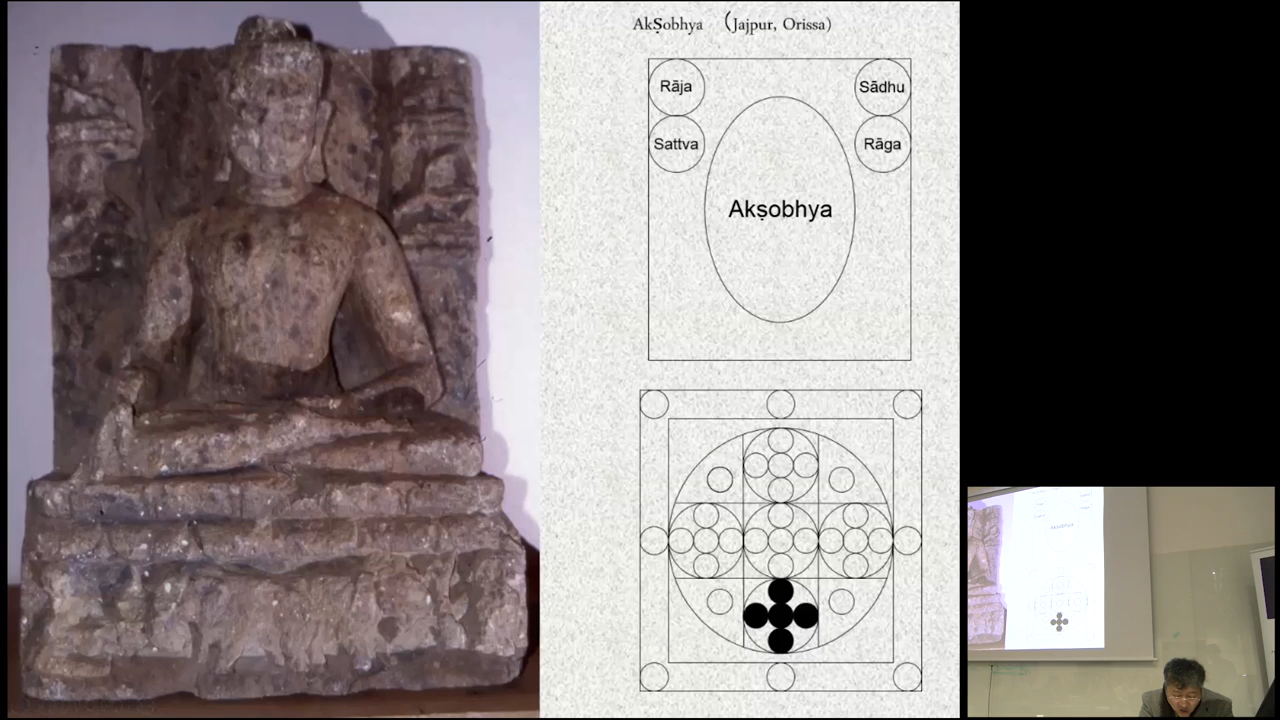 AkṢobhya (Jajpur, Orissa)
Rāja
Sādhu
Sattva
Rāga
Akṣobhya